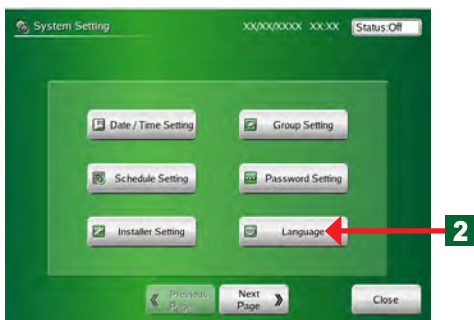 System Setting XX/XX/XXXX XX:XX Status:Off
Date / Time Setting Group Setting
Schedule Setting Password Setting
Installer Setting Language 2
Previous Page Next Page Close